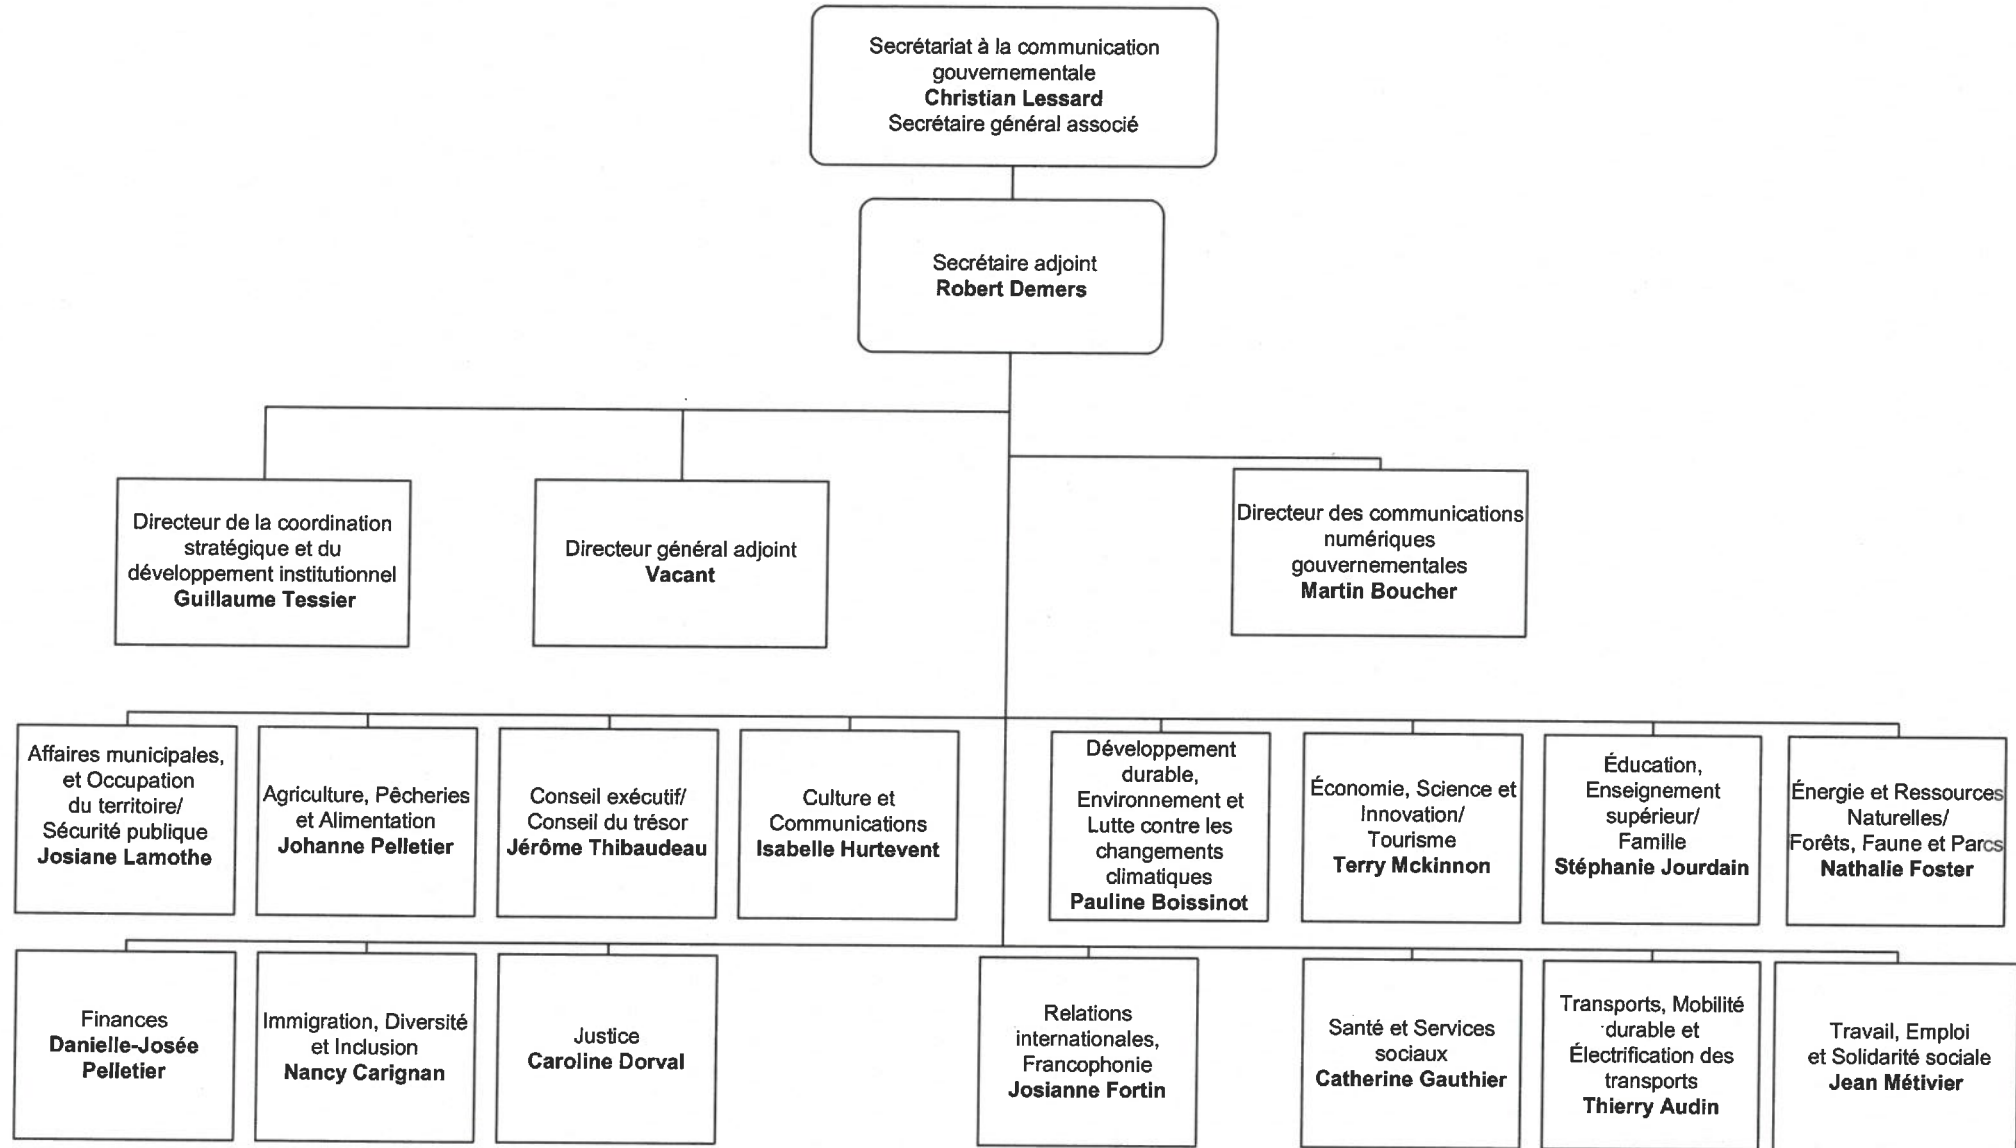 Secrétariat à la communication
gouvernementale
Christian Lessard
Secrétaire général associé
Secrétaire adjoint
Robert Demers
Directeur de la coordination
stratégique et du
développement institutionnel
Guillaume Tessier
Directeur général adjoint
Vacant
Directeur des communications
numériques
gouvernementales
Martin Boucher
Affaires municipales,
et Occupation
du territoire/
Sécurité publique
Josiane Lamothe
Agriculture, Pêcheries
et Alimentation
Johanne Pelletier
Conseil exécutif/
Conseil du trésor
Jérôme Thibaudeau
Culture et
Communications
Isabelle Hurtevent
Développement
durable,
Environnement et
Lutte contre les
changements
climatiques
Pauline Boissinot
Économie, Science et
Innovation/
Tourisme
Terry Mckinnon
Éducation,
Enseignement
supérieur/
Famille
Stéphanie Jourdain
Énergie et Ressources
Naturelles/
Forêts, Faune et Parcs
Nathalie Foster
Finances
Danielle-Josée
Pelletier
Immigration, Diversité
et Inclusion
Nancy Carignan
Justice
Caroline Dorval
Relations
internationales,
Francophonie
Josianne Fortin
Santé et Services
sociaux
Catherine Gauthier
Transports, Mobilité
durable et
Électrification des
transports
Thierry Audin
Travail, Emploi
et Solidarité sociale
Jean Métivier